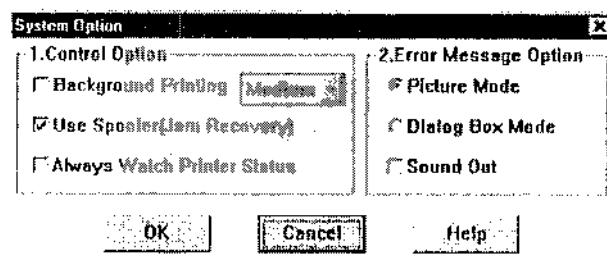 System Option
1.Control Option
Background Printing Medium
Use Spooler(Jam Recovery)
Always Watch Printer Status
2.Error Message Option
Picture Mode
Dialog Box Mode
Sound Out
OK Cancel Help